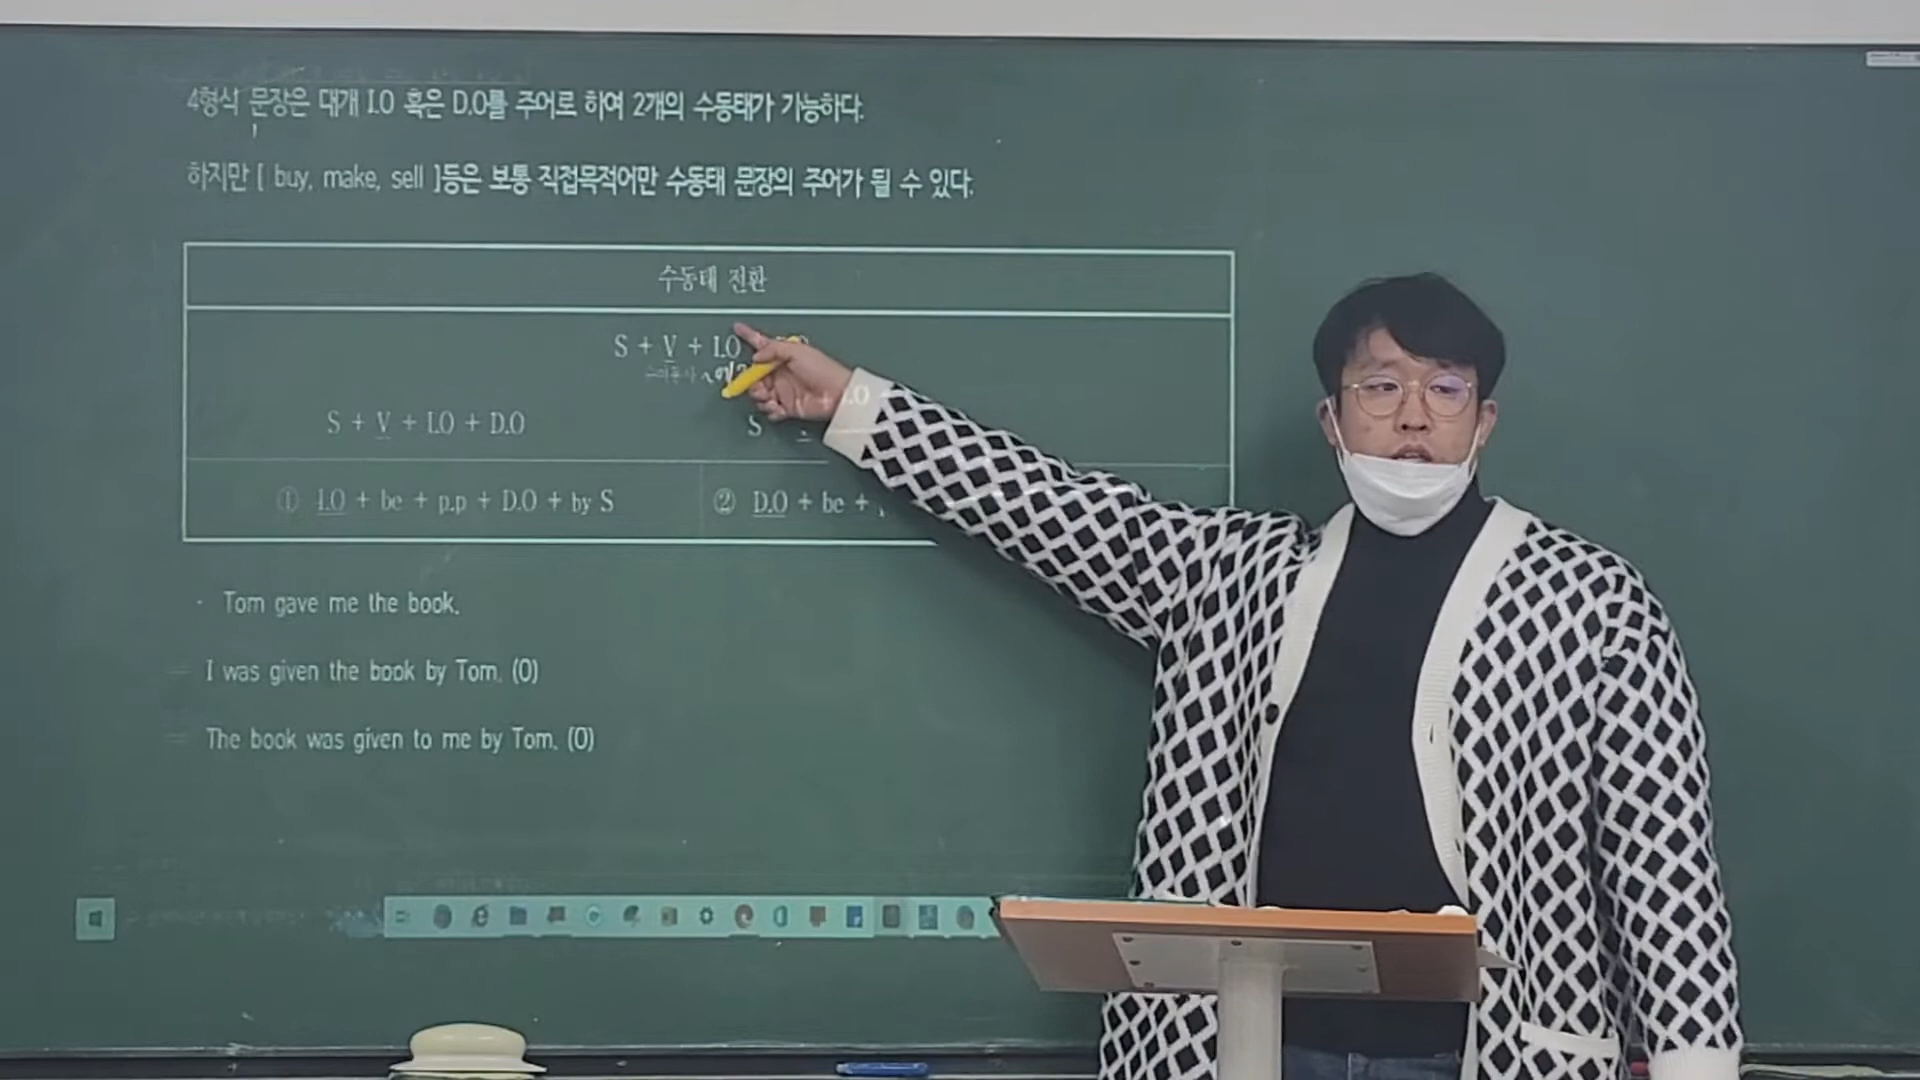 4형식 문장은 대개 I.O 혹은 D.O를 주어로 하여 2개의 수동태가 가능하다.
하지만 [ buy, make, sell ]등은 보통 직접목적어만 수동태 문장의 주어가 될 수 있다.
수동태 전환
S + V + I.O
S + V + I.O + D.O
S
① I.O + be + p.p + D.O + by S
② D.O + be +
· Tom gave me the book.
= I was given the book by Tom. (O)
= The book was given to me by Tom. (O)